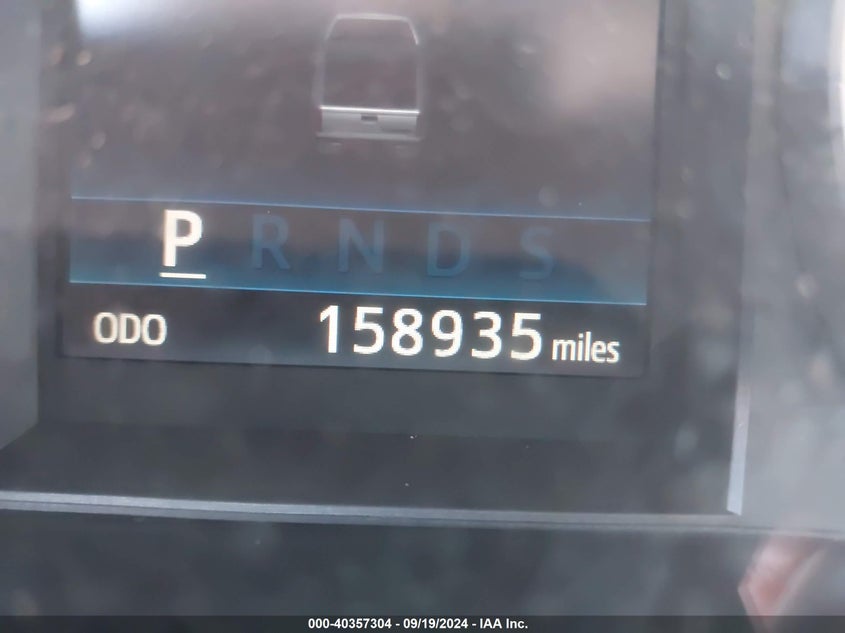 P R N D S
ODO 158935 miles
000-40357304 - 09/19/2024 - IAA Inc.